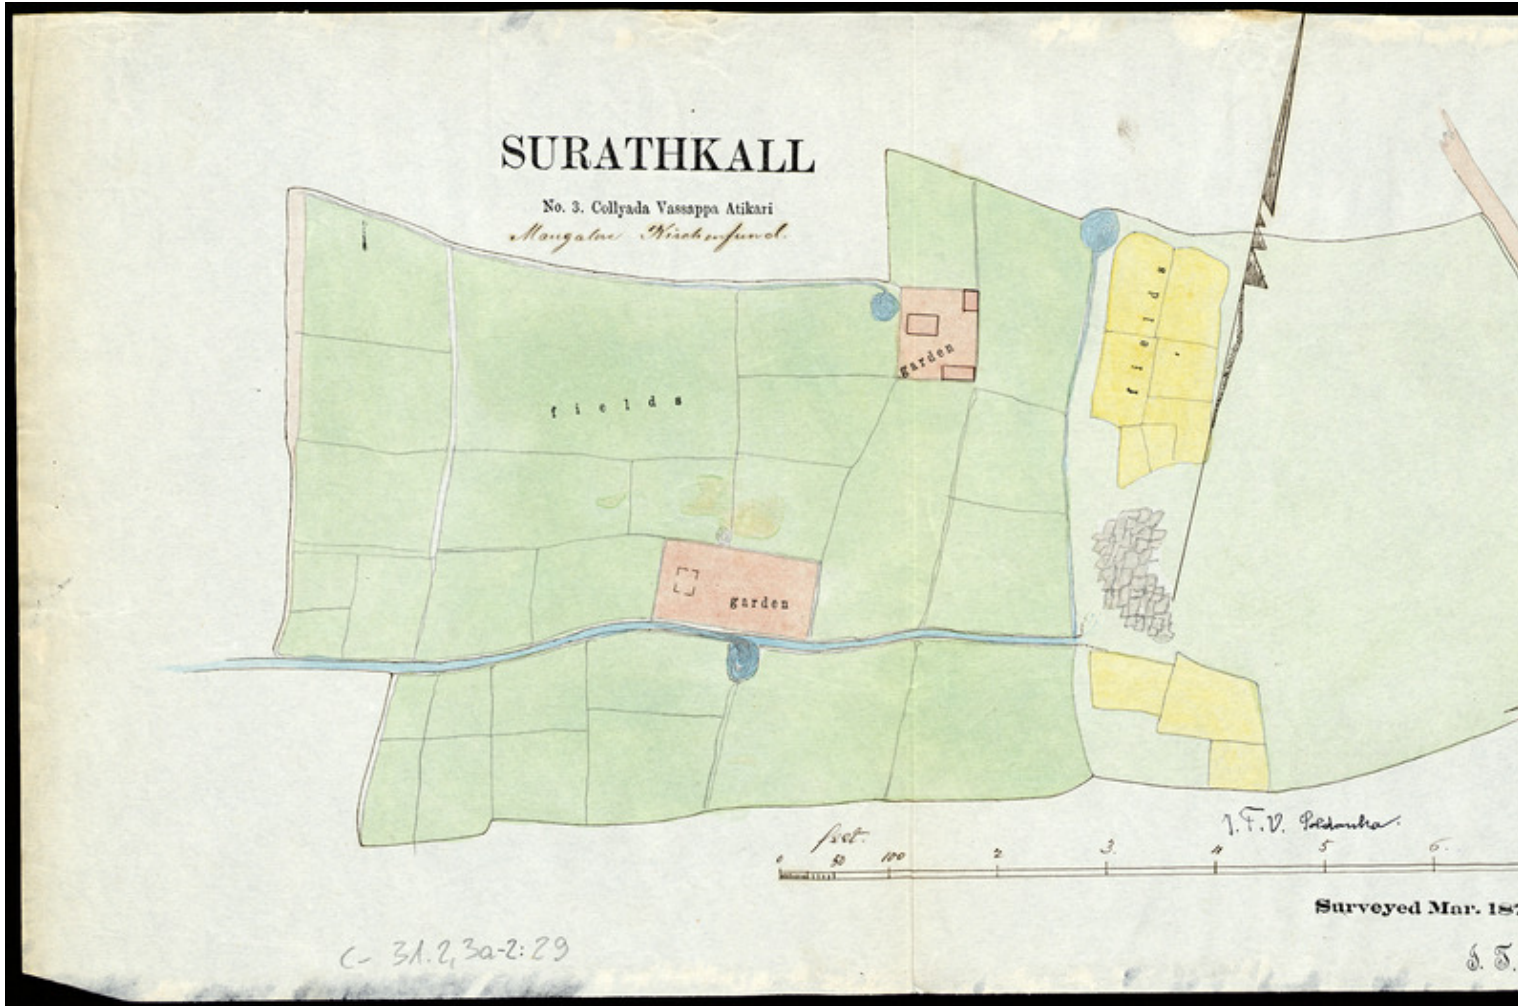 SURATHKALL
No. 3. Collyada Vassappa Atikari
Mangalore Kirchenfund.
fields
garden
fields
garden
J. F. V.
feet.
0 50 100 2 3. 4 5 6.
Surveyed Mar. 187
C- 31.2,3a-2:29
J. F.